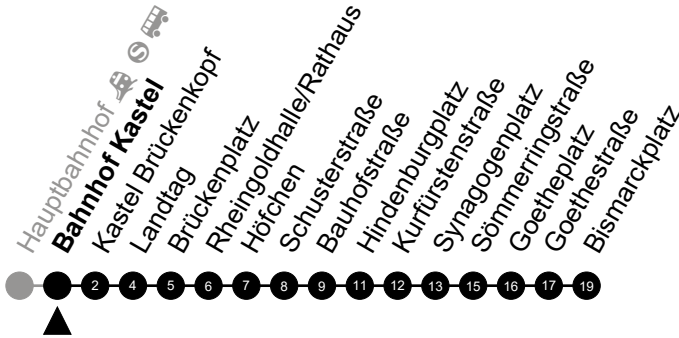 Hauptbahnhof S
Bahnhof Kastel
Kastel Brückenkopf
Landtag
Brückenplatz
Rheingoldhalle/Rathaus
Höfchen
Schusterstraße
Bauhofstraße
Hindenburgplatz
Kurfürstenstraße
Synagogenplatz
Sömmerringstraße
Goetheplatz
Goethestraße
Bismarckplatz
2 4 5 6 7 8 9 11 12 13 15 16 17 19